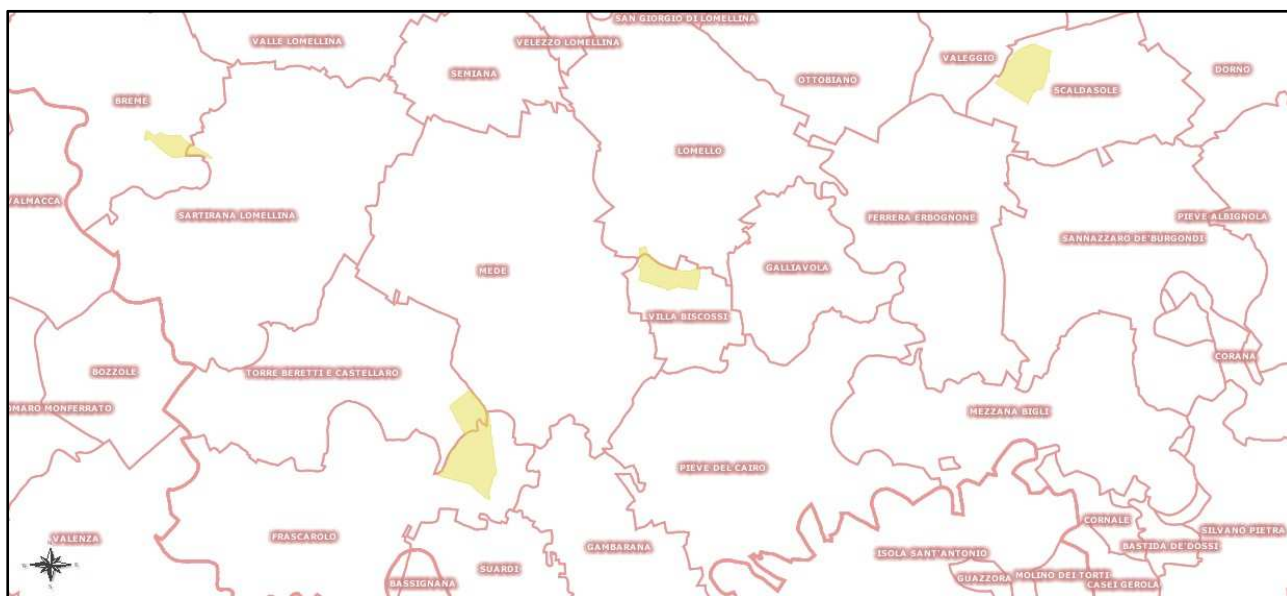 SAN GIORGIO DI LOMELLINA
VALLE LOMELLINA
VELEZZO LOMELLINA
VALEGGIO
DORNO
SEMIANA
OTTOBIANO
BREME
SCALDASOLE
LOMELLO
VALMACCA
SARTIRANA LOMELLINA
FERRERA ERBOGNONE
PIEVE ALBIGNOLA
SANNAZZARO DE'BURGONDI
MEDE
GALLIAVOLA
VILLA BISCOSSI
CORANA
BOZZOLE
TORRE BERETTI E CASTELLARO
OMARO MONFERRATO
MEZZANA BIGLI
PIEVE DEL CAIRO
CORNALE
SILVANO PIETRA
VALENZA
FRASCAROLO
GAMBARANA
ISOLA SANT'ANTONIO
BASTIDA DE'DOSSI
SUARDI
GUAZZORA
MOLINO DEI TORTI
BASSIGNANA
CASEI GEROLA